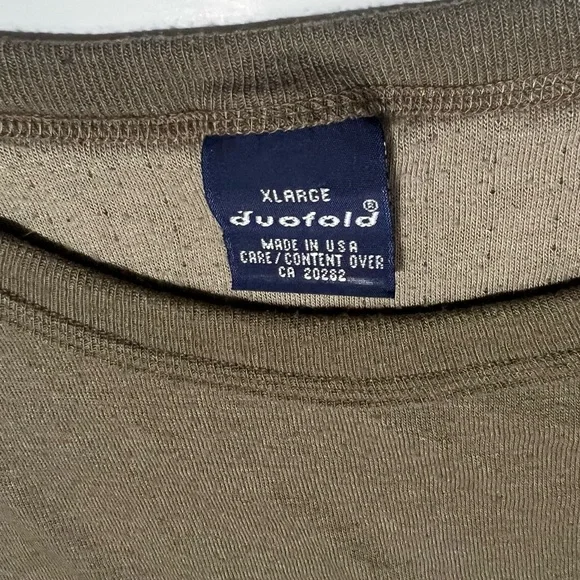 XLARGE
duofold®
MADE IN USA
CARE/CONTENT OVER
CA 20282